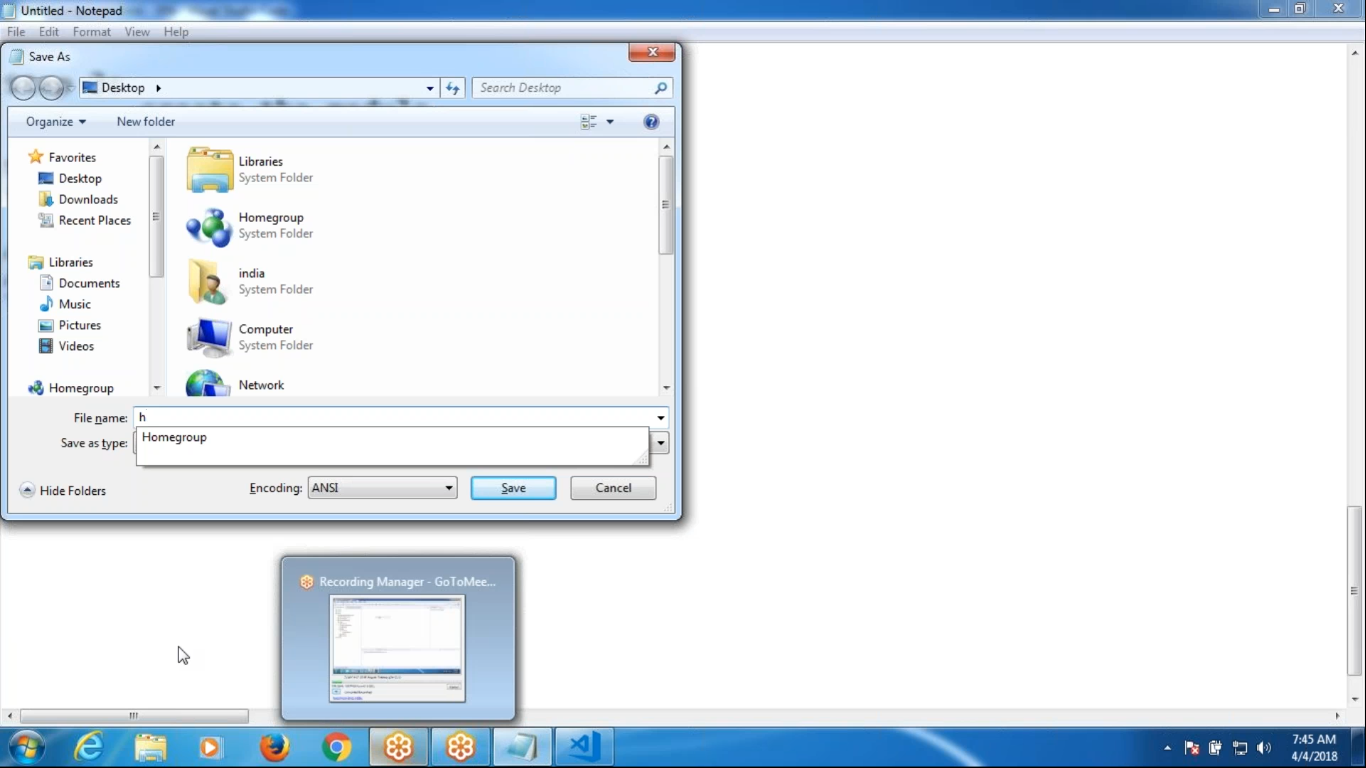 Untitled - Notepad
File Edit Format View Help
Save As
Desktop
Search Desktop
Organize
New folder
Favorites
Desktop
Downloads
Recent Places
Libraries
Documents
Music
Pictures
Videos
Homegroup
Libraries
System Folder
Homegroup
System Folder
india
System Folder
Computer
System Folder
Network
File name: h
Homegroup
Save as type:
Hide Folders
Encoding: ANSI
Save
Cancel
Recording Manager - GoToMee...
7:45 AM
4/4/2018